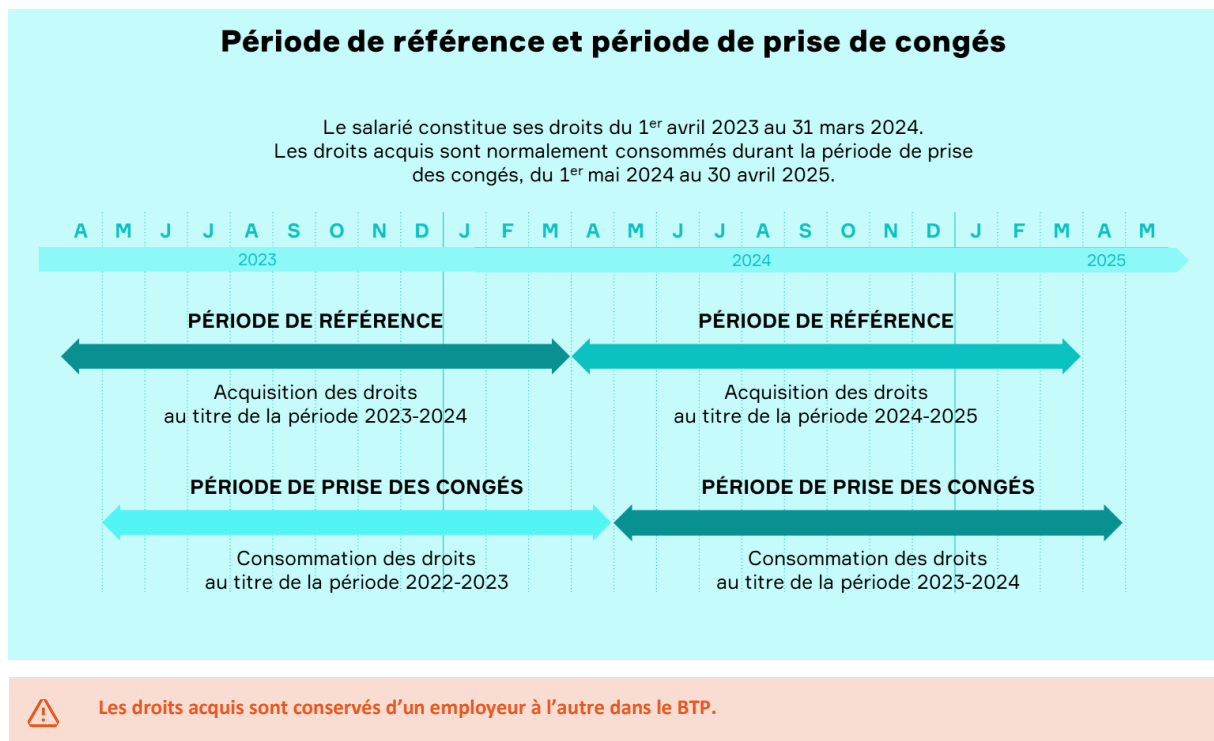 Période de référence et période de prise de congés
Le salarié constitue ses droits du 1er avril 2023 au 31 mars 2024.
Les droits acquis sont normalement consommés durant la période de prise
des congés, du 1er mai 2024 au 30 avril 2025.
A M J J A S O N D J F M A M J J A S O N D J F M A M
2023 2024 2025
PÉRIODE DE RÉFÉRENCE PÉRIODE DE RÉFÉRENCE
Acquisition des droits Acquisition des droits
au titre de la période 2023-2024 au titre de la période 2024-2025
PÉRIODE DE PRISE DES CONGÉS PÉRIODE DE PRISE DES CONGÉS
Consommation des droits Consommation des droits
au titre de la période 2022-2023 au titre de la période 2023-2024
Les droits acquis sont conservés d’un employeur à l’autre dans le BTP.